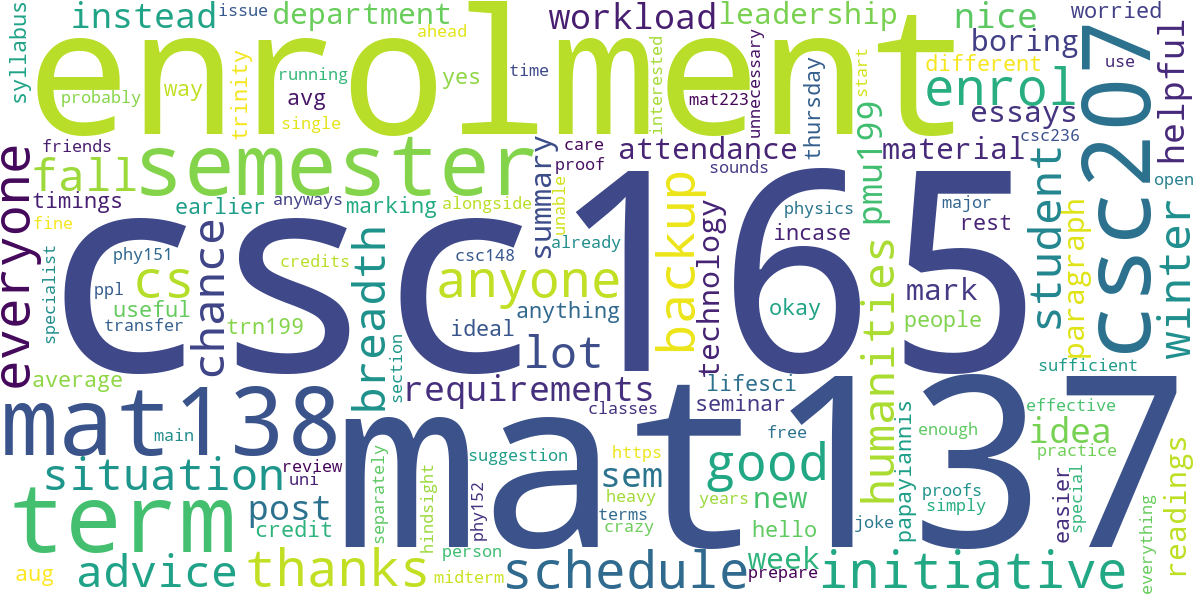 syllabus
instead
issue
department
ahead
workload
leadership
nice
worried
enrolment
probably
way
trinity
running
avg
single
yes
time
interested
mat223
unnecessary
thursday
start
boring
different
enrol
essays
use
csc207
helpful
everyone
friends
fall
timings
fine
semester
earlier
anyways
marking
alongside
summary
care
proof
unable
attendance
sounds
material
csc236
open
backup
technology
physics
incase
humanities
pmu199
major
rest
student
paragraph
winter
csc165
specialist
phy151
ppl
cs
useful
transfer
chance
credits
trn199
breadth
csc148
already
anyone
ideal
anything
lot
okay
mark
people
sufficient
average
requirements
section
classes
lifesci
seminar
free
mat138
main
mat137
situation
review
uni
suggestion
https
sem
good
papayiannis
enough
effective
idea
practice
readings
term
post
credit
separately
hindsight
phy152
heavy
terms
crazy
years
new
hello
proofs
simply
joke
easier
special
everything
aug
advice
thanks
person
midterm
schedule
week
prepare
initiative